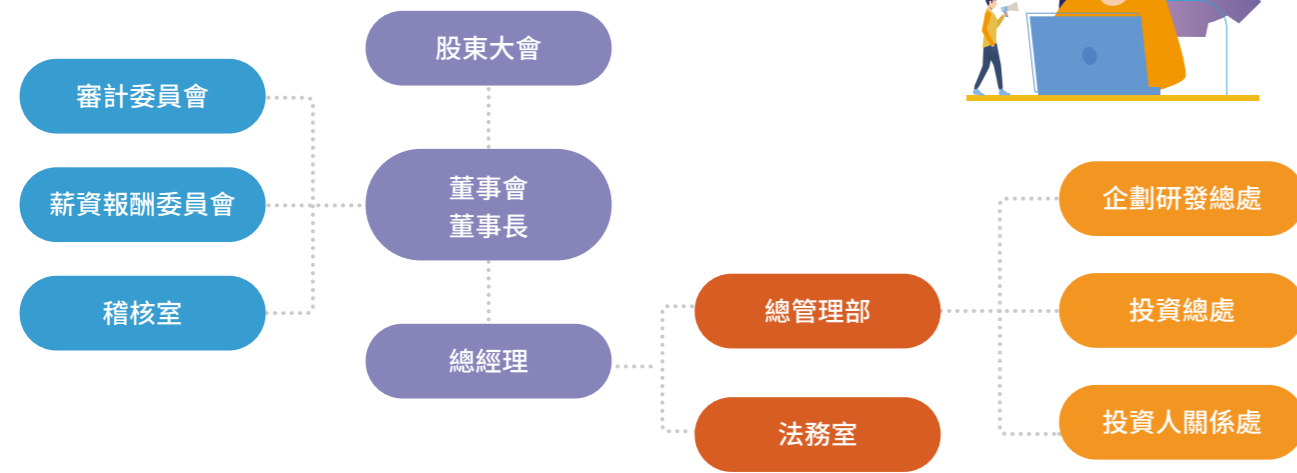 股東大會
審計委員會
薪資報酬委員會
稽核室
董事會
董事長
總經理
總管理部
法務室
企劃研發總處
投資總處
投資人關係處